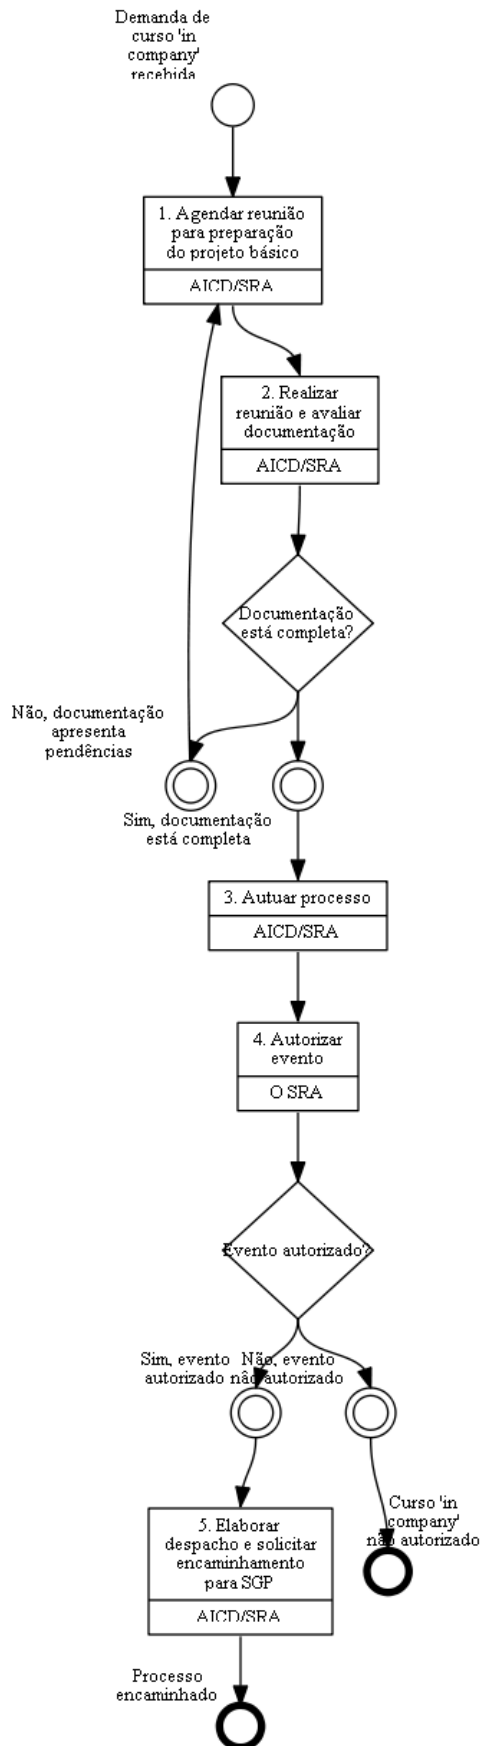 Demanda de
curso 'in
company'
recebida
1. Agendar reunião
para preparação
do projeto básico
AICD/SRA
2. Realizar
reunião e avaliar
documentação
AICD/SRA
Documentação
está completa?
Não, documentação
apresenta
pendências
Sim, documentação
está completa
3. Autuar processo
AICD/SRA
4. Autorizar
evento
O SRA
Evento autorizado?
Sim, evento
autorizado
Não, evento
não autorizado
5. Elaborar
despacho e solicitar
encaminhamento
para SGP
AICD/SRA
Curso 'in
company'
não autorizado
Processo
encaminhado